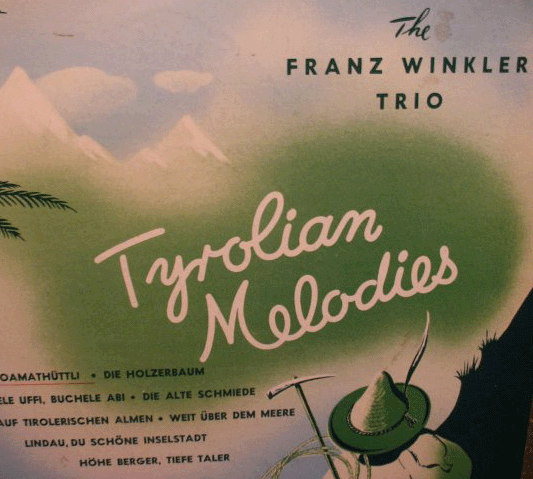 The
FRANZ WINKLER
TRIO
Tyrolian
Melodies
OAMATHÜTTLI • DIE HOLZERBAUM
ELE UFFI, BUCHELE ABI • DIE ALTE SCHMIEDE
AUF TIROLERISCHEN ALMEN • WEIT ÜBER DEM MEERE
LINDAU, DU SCHÖNE INSELSTADT
HÖHE BERGER, TIEFE TALER